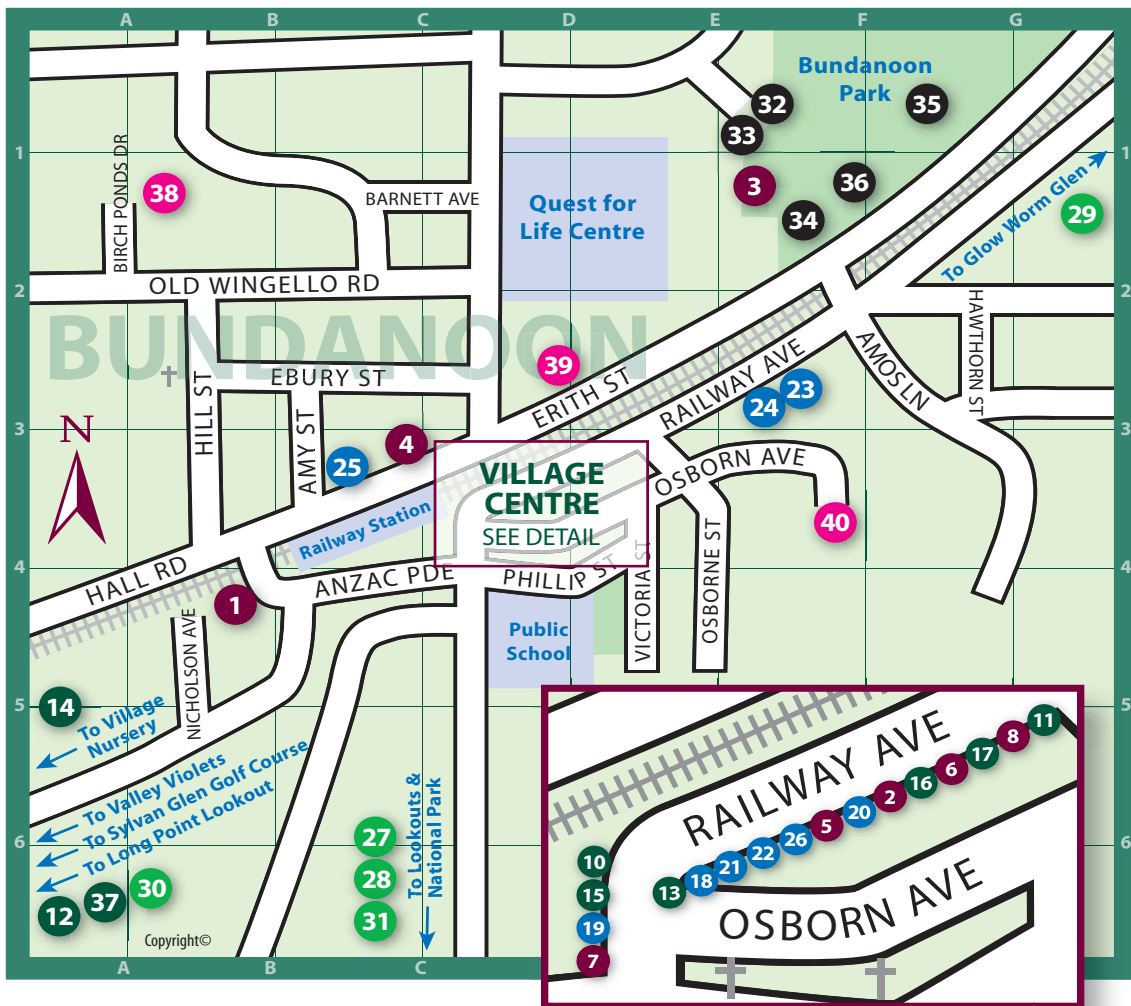 A B C D E F G
Bundanoon
Park
32
35
33
1
1
BIRCH PONDS DR
38
3
36
BARNETT AVE
Quest for
Life Centre
34
29
To Glow Worm Glen
OLD WINGELLO RD
2
2
BUNDANOON
HAWTHORN ST
39
ERITH ST
RAILWAY AVE
AMOS LN
EBURY ST
23
24
HILL ST
AMY ST
N
3
3
4
25
VILLAGE
CENTRE
SEE DETAIL
OSBORN AVE
Railway Station
40
4
4
HALL RD
ANZAC PDE
PHILLIP ST
VICTORIA ST
OSBORNE ST
1
NICHOLSON AVE
Public
School
14
5
5
To Village
Nursery
To Valley Violets
To Sylvan Glen Golf Course
To Long Point Lookout
To Lookouts &
National Park
6
6
27
28
31
30
37
12
Copyright©
RAILWAY AVE
11
8
17
6
16
2
20
5
26
22
21
18
13
10
15
19
7
OSBORN AVE
A B C